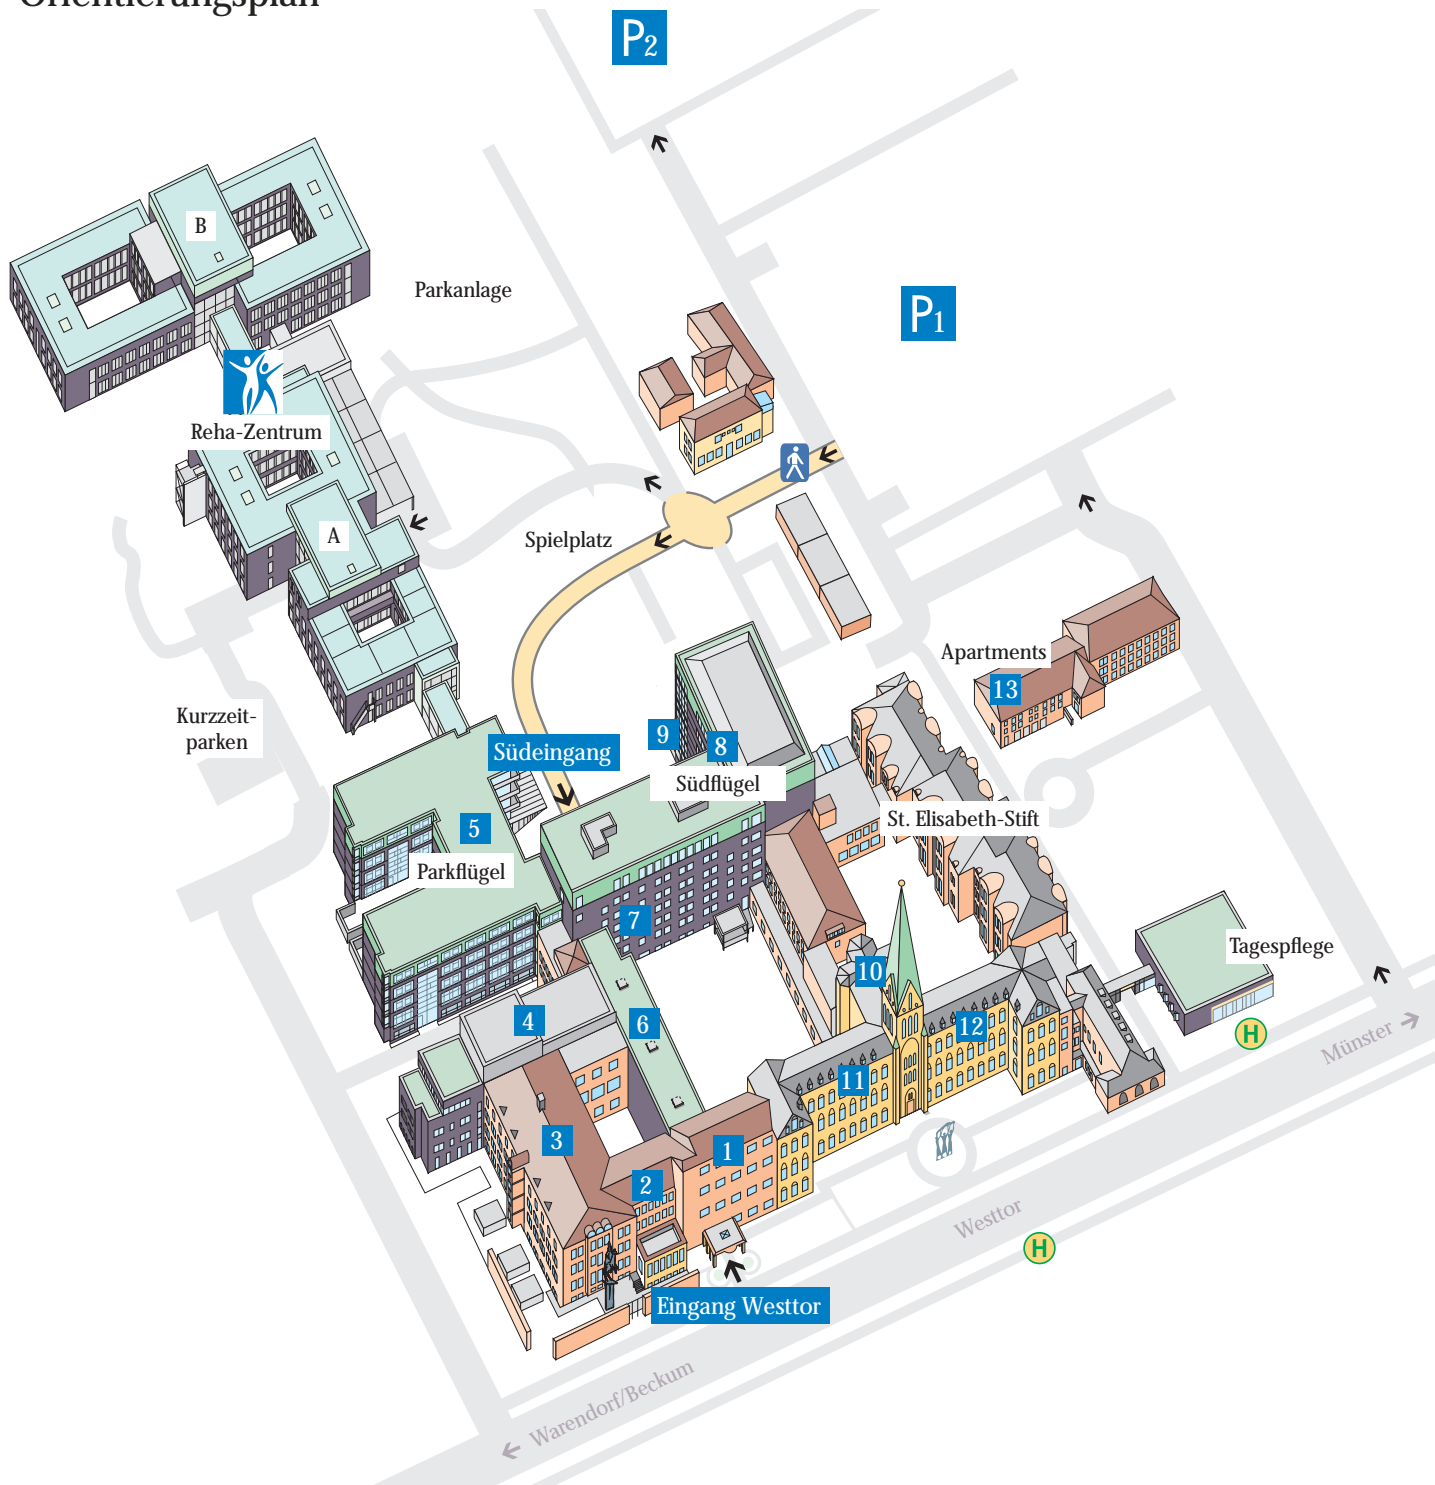 Orientierungsplan
P2
B
Parkanlage
P1
Reha-Zentrum
A
Spielplatz
Apartments
13
Kurzzeit-
parken
9
8
Südeingang
Südflügel
5
St. Elisabeth-Stift
Parkflügel
7
Tagespflege
10
4
6
12
H
Münster
11
3
1
2
Westtor
H
Eingang Westtor
Warendorf/Beckum